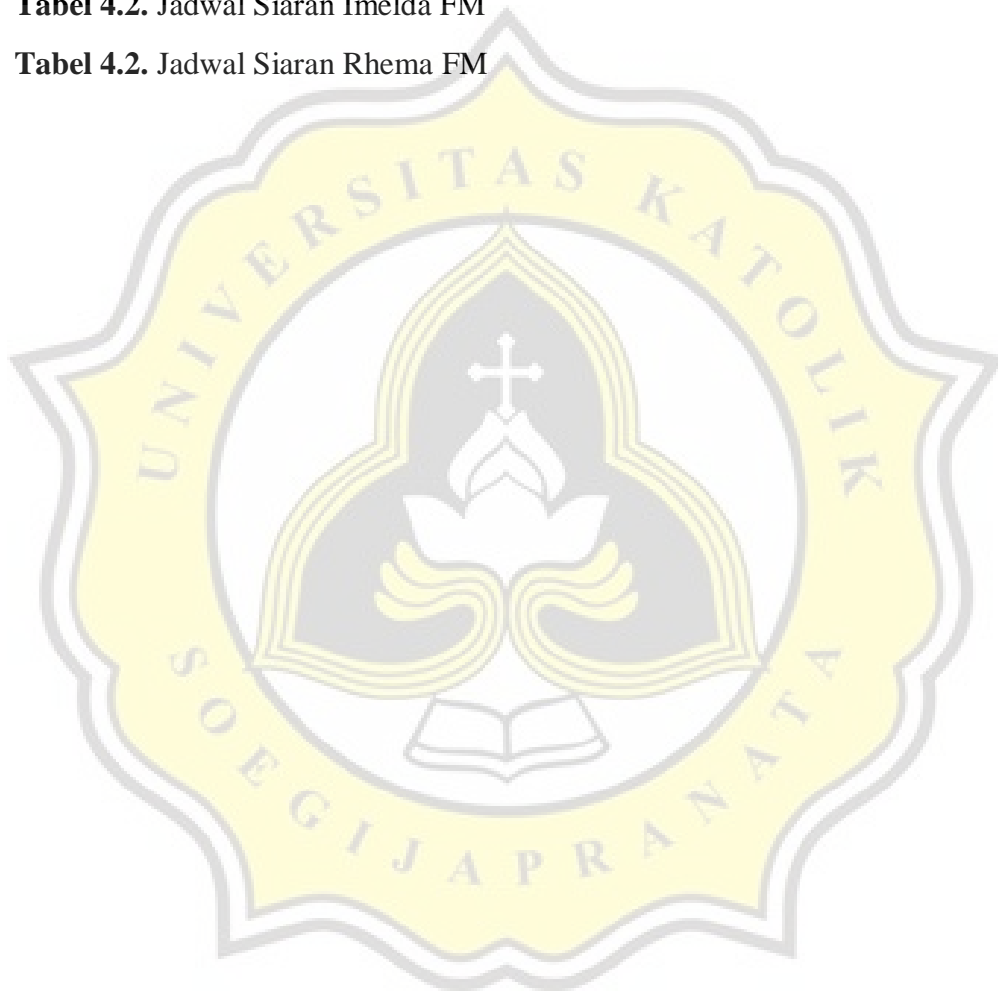 Tabel 4.2. Jadwal Siaran Imelda FM
Tabel 4.2. Jadwal Siaran Rhema FM
UNIVERSITAS KATOLIK
SOEGIJAPRANATA